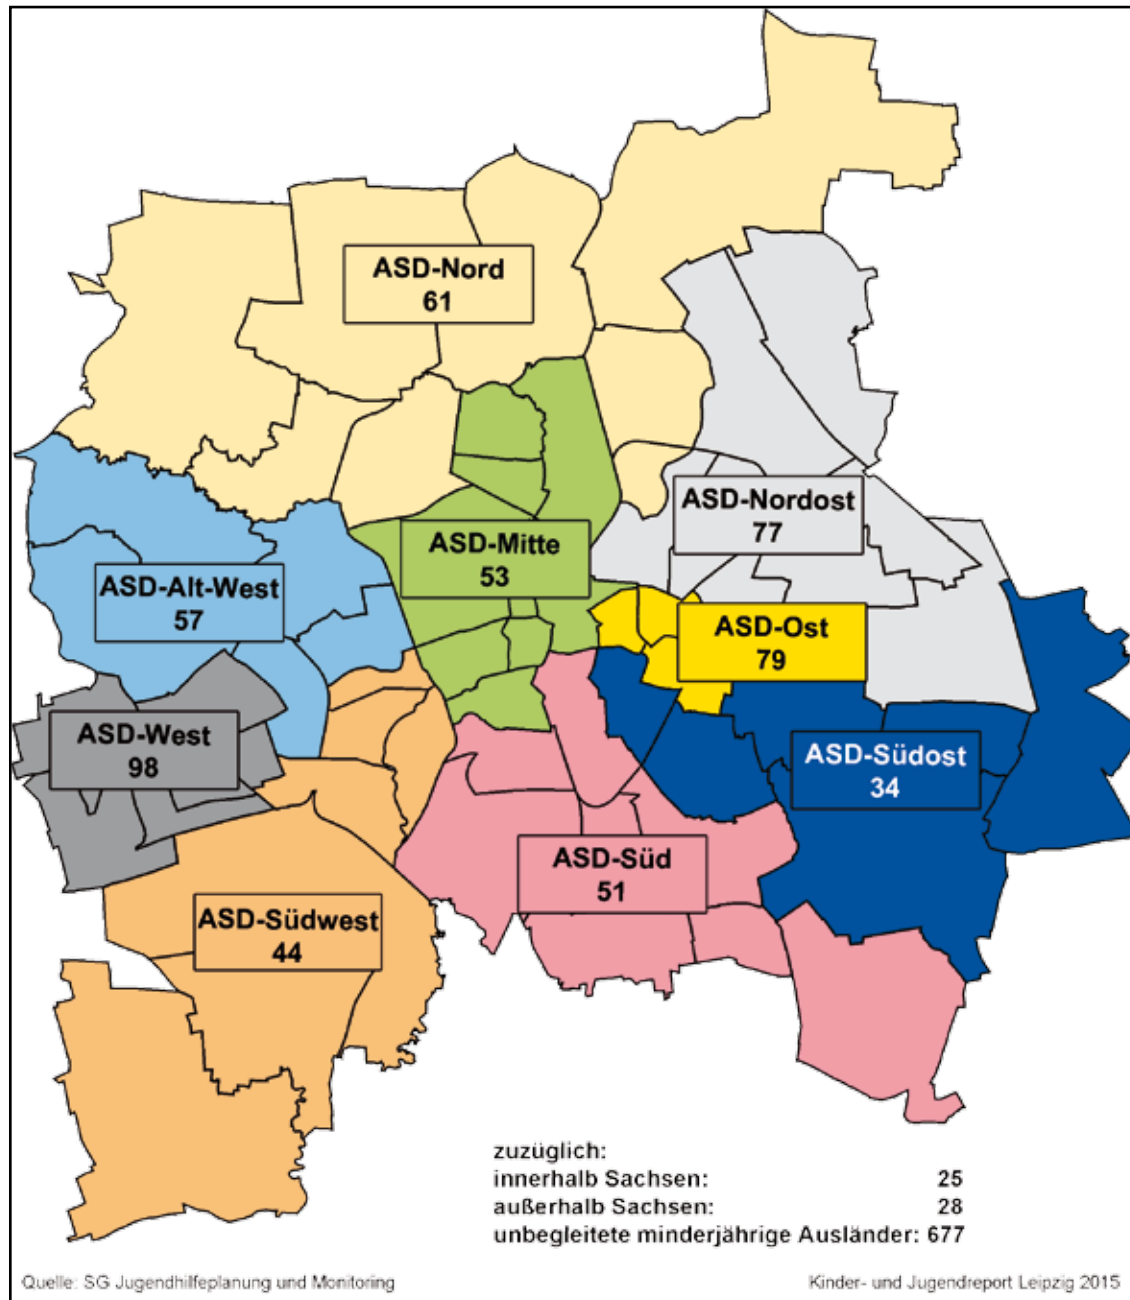 ASD-Nord
61
ASD-Nordost
77
ASD-Mitte
53
ASD-Alt-West
57
ASD-Ost
79
ASD-West
98
ASD-Südost
34
ASD-Süd
51
ASD-Südwest
44
zuzüglich:
innerhalb Sachsen: 25
außerhalb Sachsen: 28
unbegleitete minderjährige Ausländer: 677
Quelle: SG Jugendhilfeplanung und Monitoring
Kinder- und Jugendreport Leipzig 2015